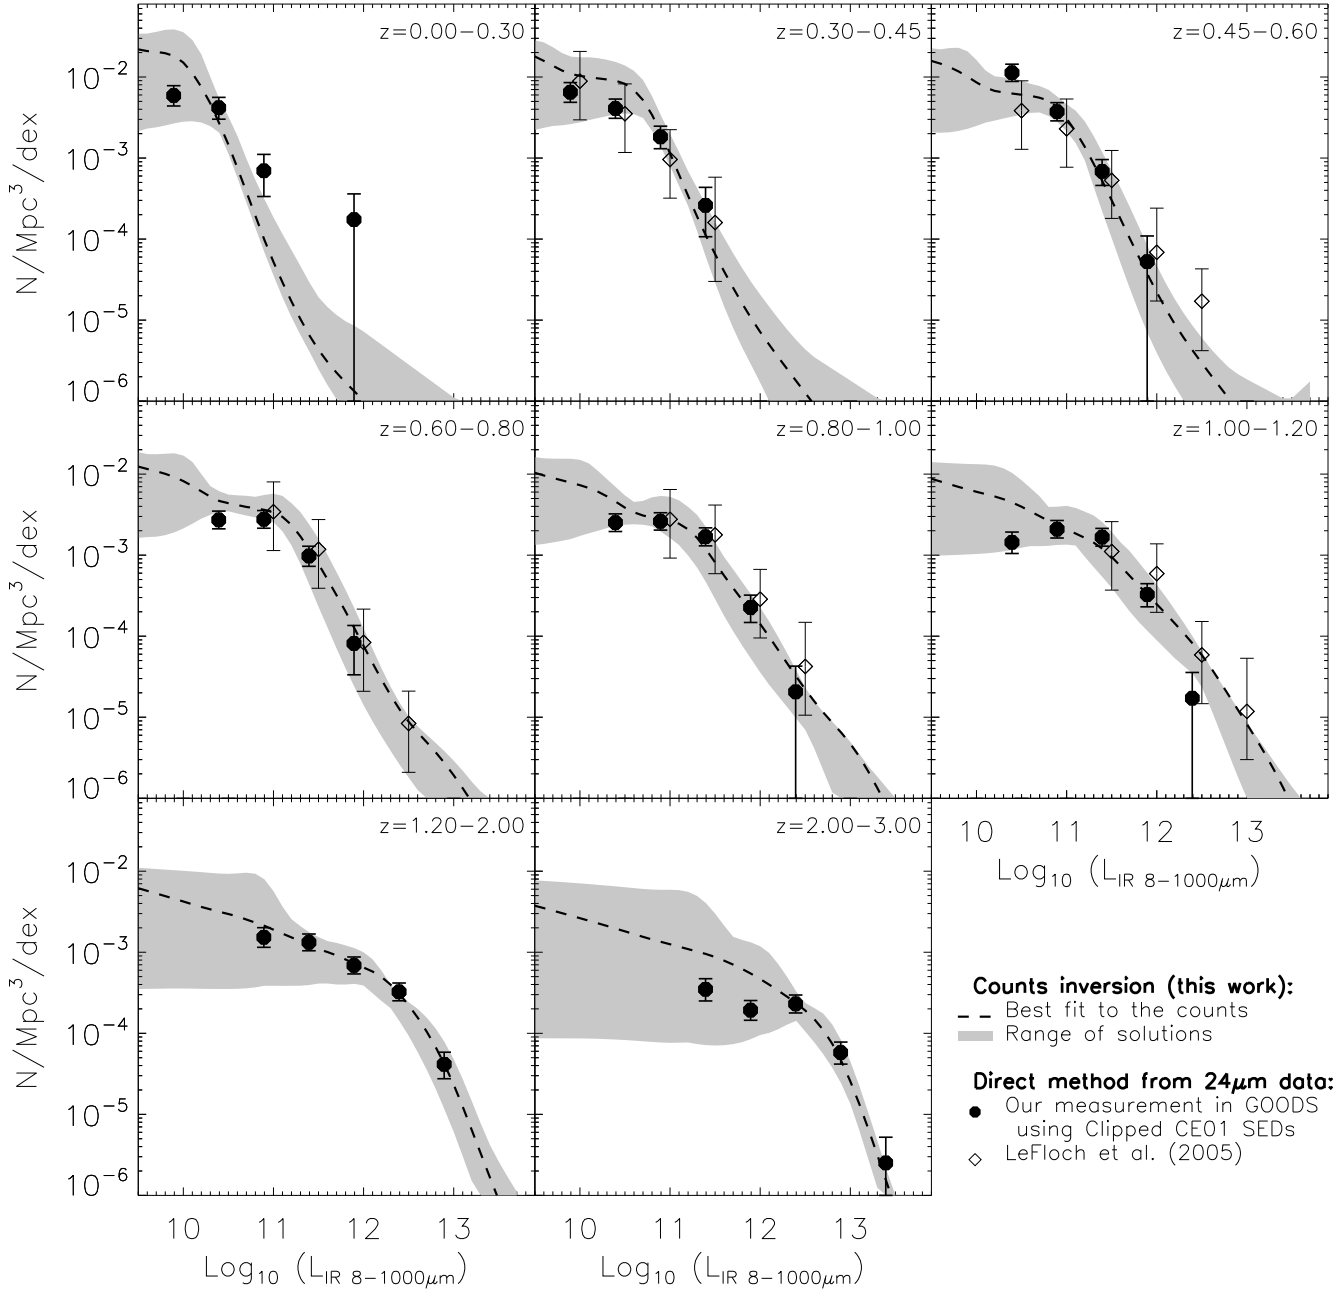 z=0.00−0.30
z=0.30−0.45
z=0.45−0.60
10⁻²
10⁻³
10⁻⁴
10⁻⁵
10⁻⁶
N/Mpc³/dex
z=0.60−0.80
z=0.80−1.00
z=1.00−1.20
10⁻²
10⁻³
10⁻⁴
10⁻⁵
10⁻⁶
N/Mpc³/dex
10 11 12 13
Log₁₀ (L_IR 8−1000μm)
z=1.20−2.00
z=2.00−3.00
10⁻²
10⁻³
10⁻⁴
10⁻⁵
10⁻⁶
N/Mpc³/dex
10 11 12 13
10 11 12 13
Log₁₀ (L_IR 8−1000μm)
Log₁₀ (L_IR 8−1000μm)
Counts inversion (this work):
Best fit to the counts
Range of solutions
Direct method from 24μm data:
Our measurement in GOODS
using Clipped CE01 SEDs
LeFloch et al. (2005)